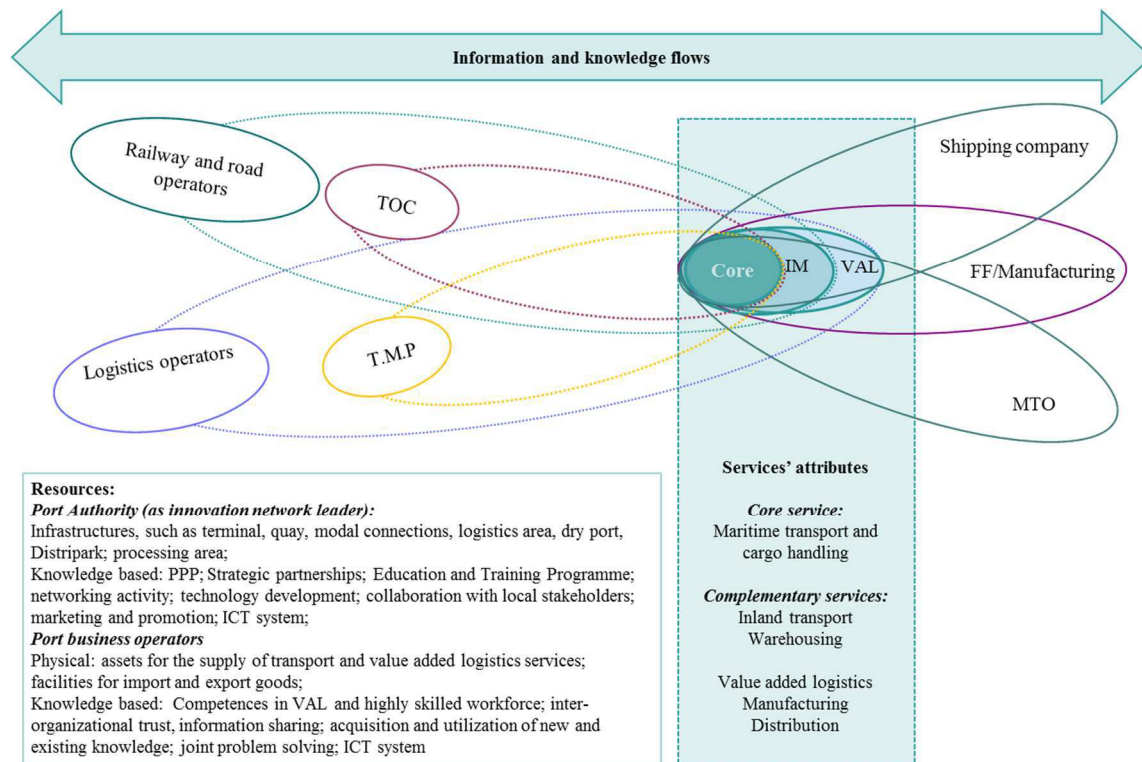 Information and knowledge flows
Railway and road
operators
TOC
Shipping company
Core
IM
VAL
FF/Manufacturing
Logistics operators
T.M.P
MTO
Resources:
Port Authority (as innovation network leader):
Infrastructures, such as terminal, quay, modal connections, logistics area, dry port,
Distripark; processing area;
Knowledge based: PPP; Strategic partnerships; Education and Training Programme;
networking activity; technology development; collaboration with local stakeholders;
marketing and promotion; ICT system;
Port business operators
Physical: assets for the supply of transport and value added logistics services;
facilities for import and export goods;
Knowledge based: Competences in VAL and highly skilled workforce; inter-
organizational trust, information sharing; acquisition and utilization of new and
existing knowledge; joint problem solving; ICT system
Services’ attributes
Core service:
Maritime transport and
cargo handling
Complementary services:
Inland transport
Warehousing
Value added logistics
Manufacturing
Distribution